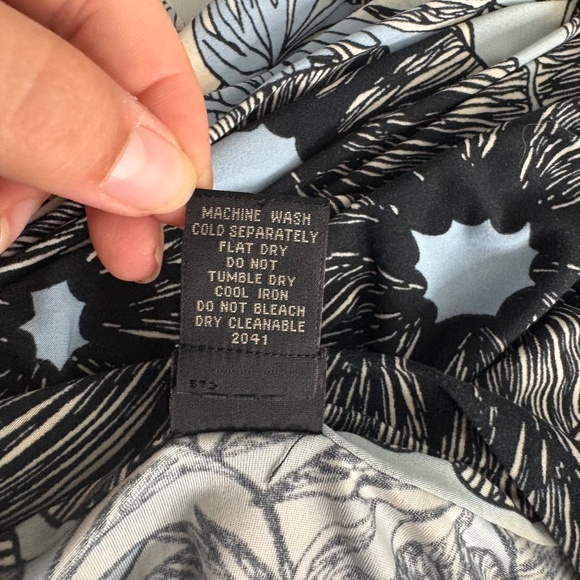 MACHINE WASH
COLD SEPARATELY
FLAT DRY
DO NOT
TUMBLE DRY
COOL IRON
DO NOT BLEACH
DRY CLEANABLE
2041